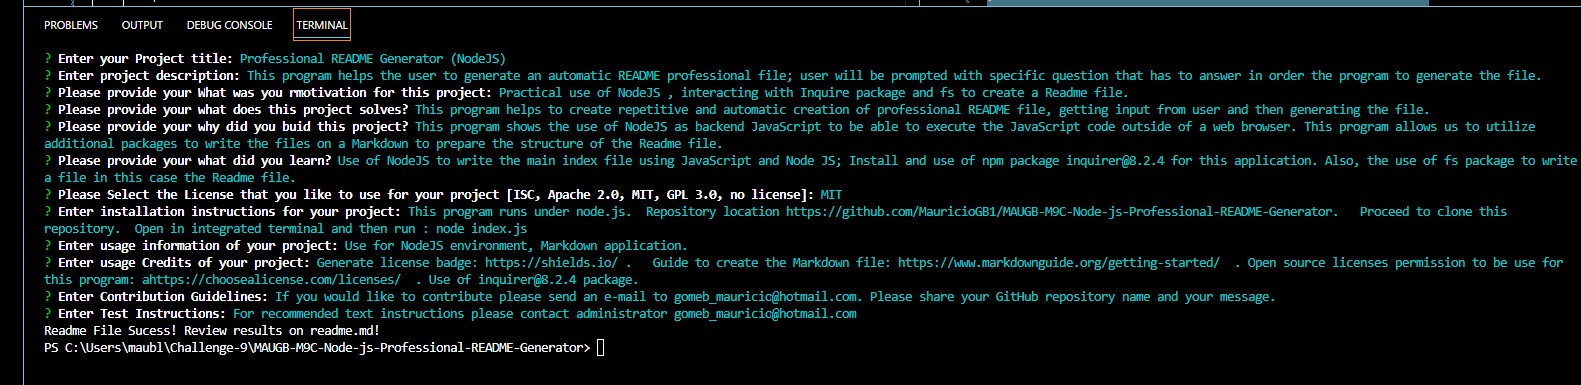 PROBLEMS OUTPUT DEBUG CONSOLE TERMINAL
? Enter your Project title: Professional README Generator (NodeJS)
? Enter project description: This program helps the user to generate an automatic README professional file; user will be prompted with specific question that has to answer in order the program to generate the file.
? Please provide your What was you rmotivation for this project: Practical use of NodeJS , interacting with Inquire package and fs to create a Readme file.
? Please provide your what does this project solves? This program helps to create repetitive and automatic creation of professional README file, getting input from user and then generating the file.
? Please provide your why did you buid this project? This program shows the use of NodeJS as backend JavaScript to be able to execute the JavaScript code outside of a web browser. This program allows us to utilize
additional packages to write the files on a Markdown to prepare the structure of the Readme file.
? Please provide your what did you learn? Use of NodeJS to write the main index file using JavaScript and Node JS; Install and use of npm package inquirer@8.2.4 for this application. Also, the use of fs package to write
a file in this case the Readme file.
? Please Select the License that you like to use for your project [ISC, Apache 2.0, MIT, GPL 3.0, no license]: MIT
? Enter installation instructions for your project: This program runs under node.js.  Repository location https://github.com/MauricioGB1/MAUGB-M9C-Node-js-Professional-README-Generator.   Proceed to clone this
repository.  Open in integrated terminal and then run : node index.js
? Enter usage information of your project: Use for NodeJS environment, Markdown application.
? Enter usage Credits of your project: Generate license badge: https://shields.io/ .   Guide to create the Markdown file: https://www.markdownguide.org/getting-started/  . Open source licenses permission to be use for
this program: ahttps://choosealicense.com/licenses/  . Use of inquirer@8.2.4 package.
? Enter Contribution Guidelines: If you would like to contribute please send an e-mail to gomeb_mauricio@hotmail.com. Please share your GitHub repository name and your message.
? Enter Test Instructions: For recommended text instructions please contact administrator gomeb_mauricio@hotmail.com
Readme File Sucess! Review results on readme.md!
PS C:\Users\maubl\Challenge-9\MAUGB-M9C-Node-js-Professional-README-Generator>